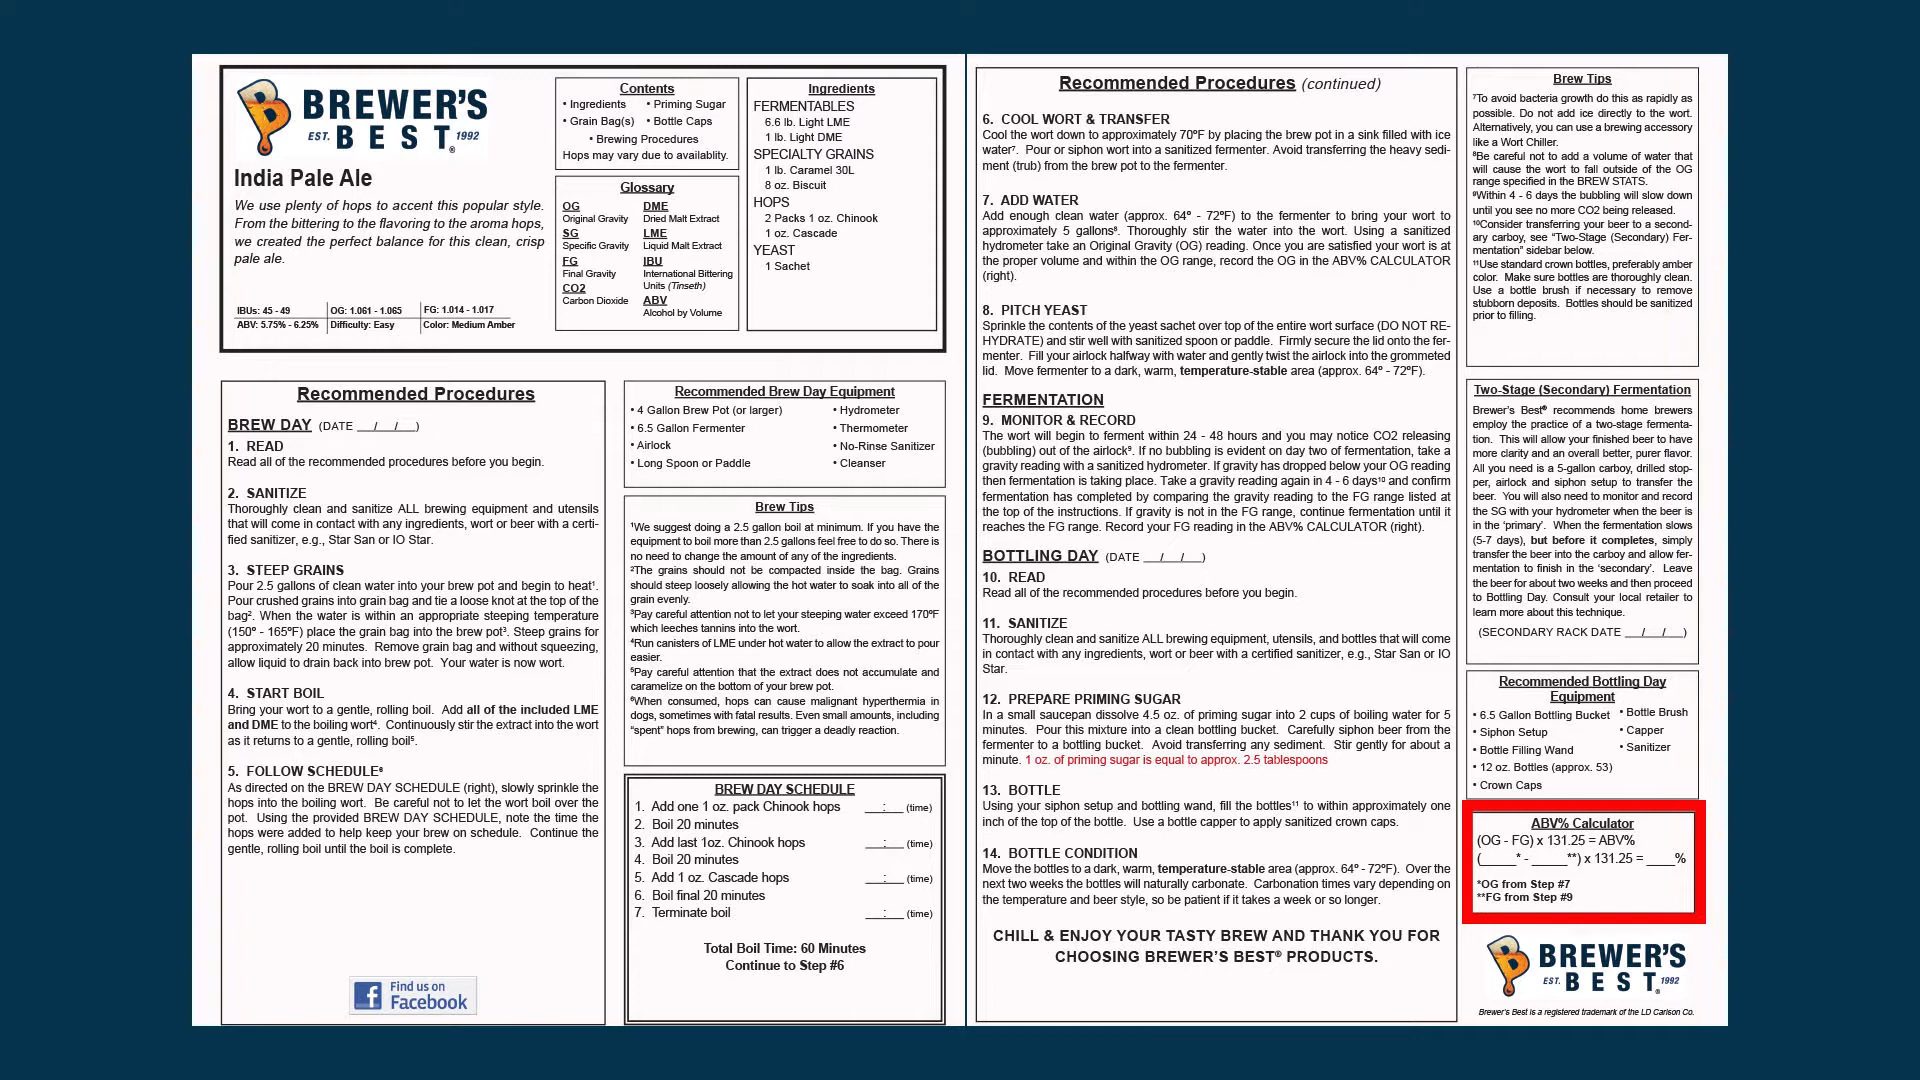 BREWER'S
EST. BEST® 1992
India Pale Ale
We use plenty of hops to accent this popular style.
From the bittering to the flavoring to the aroma hops,
we created the perfect balance for this clean, crisp
pale ale.
IBUs: 45 - 49
OG: 1.061 - 1.065
FG: 1.014 - 1.017
ABV: 5.75% - 6.25%
Difficulty: Easy
Color: Medium Amber
Contents
• Ingredients • Priming Sugar
• Grain Bag(s) • Bottle Caps
• Brewing Procedures
Hops may vary due to availablity.
Glossary
OG
Original Gravity
SG
Specific Gravity
FG
Final Gravity
CO2
Carbon Dioxide
DME
Dried Malt Extract
LME
Liquid Malt Extract
IBU
International Bittering
Units (Tinseth)
ABV
Alcohol by Volume
Ingredients
FERMENTABLES
6.6 lb. Light LME
1 lb. Light DME
SPECIALTY GRAINS
1 lb. Caramel 30L
8 oz. Biscuit
HOPS
2 Packs 1 oz. Chinook
1 oz. Cascade
YEAST
1 Sachet
Recommended Procedures
BREW DAY (DATE ___/___/___)
1. READ
Read all of the recommended procedures before you begin.
2. SANITIZE
Thoroughly clean and sanitize ALL brewing equipment and utensils
that will come in contact with any ingredients, wort or beer with a certi-
fied sanitizer, e.g., Star San or IO Star.
3. STEEP GRAINS
Pour 2.5 gallons of clean water into your brew pot and begin to heat¹.
Pour crushed grains into grain bag and tie a loose knot at the top of the
bag². When the water is within an appropriate steeping temperature
(150º - 165ºF) place the grain bag into the brew pot³. Steep grains for
approximately 20 minutes. Remove grain bag and without squeezing,
allow liquid to drain back into brew pot. Your water is now wort.
4. START BOIL
Bring your wort to a gentle, rolling boil. Add all of the included LME
and DME to the boiling wort⁴. Continuously stir the extract into the wort
as it returns to a gentle, rolling boil⁵.
5. FOLLOW SCHEDULE⁶
As directed on the BREW DAY SCHEDULE (right), slowly sprinkle the
hops into the boiling wort. Be careful not to let the wort boil over the
pot. Using the provided BREW DAY SCHEDULE, note the time the
hops were added to help keep your brew on schedule. Continue the
gentle, rolling boil until the boil is complete.
Find us on
Facebook
Recommended Brew Day Equipment
• 4 Gallon Brew Pot (or larger)
• 6.5 Gallon Fermenter
• Airlock
• Long Spoon or Paddle
• Hydrometer
• Thermometer
• No-Rinse Sanitizer
• Cleanser
Brew Tips
¹We suggest doing a 2.5 gallon boil at minimum. If you have the
equipment to boil more than 2.5 gallons feel free to do so. There is
no need to change the amount of any of the ingredients.
²The grains should not be compacted inside the bag. Grains
should steep loosely allowing the hot water to soak into all of the
grain evenly.
³Pay careful attention not to let your steeping water exceed 170ºF
which leeches tannins into the wort.
⁴Run canisters of LME under hot water to allow the extract to pour
easier.
⁵Pay careful attention that the extract does not accumulate and
caramelize on the bottom of your brew pot.
⁶When consumed, hops can cause malignant hyperthermia in
dogs, sometimes with fatal results. Even small amounts, including
“spent” hops from brewing, can trigger a deadly reaction.
BREW DAY SCHEDULE
1. Add one 1 oz. pack Chinook hops ___:___ (time)
2. Boil 20 minutes
3. Add last 1oz. Chinook hops ___:___ (time)
4. Boil 20 minutes
5. Add 1 oz. Cascade hops ___:___ (time)
6. Boil final 20 minutes
7. Terminate boil ___:___ (time)
Total Boil Time: 60 Minutes
Continue to Step #6
Recommended Procedures (continued)
6. COOL WORT & TRANSFER
Cool the wort down to approximately 70ºF by placing the brew pot in a sink filled with ice
water⁷. Pour or siphon wort into a sanitized fermenter. Avoid transferring the heavy sedi-
ment (trub) from the brew pot to the fermenter.
7. ADD WATER
Add enough clean water (approx. 64º - 72ºF) to the fermenter to bring your wort to
approximately 5 gallons⁸. Thoroughly stir the water into the wort. Using a sanitized
hydrometer take an Original Gravity (OG) reading. Once you are satisfied your wort is at
the proper volume and within the OG range, record the OG in the ABV% CALCULATOR
(right).
8. PITCH YEAST
Sprinkle the contents of the yeast sachet over top of the entire wort surface (DO NOT RE-
HYDRATE) and stir well with sanitized spoon or paddle. Firmly secure the lid onto the fer-
menter. Fill your airlock halfway with water and gently twist the airlock into the grommeted
lid. Move fermenter to a dark, warm, temperature-stable area (approx. 64º - 72ºF).
FERMENTATION
9. MONITOR & RECORD
The wort will begin to ferment within 24 - 48 hours and you may notice CO2 releasing
(bubbling) out of the airlock⁹. If no bubbling is evident on day two of fermentation, take a
gravity reading with a sanitized hydrometer. If gravity has dropped below your OG reading
then fermentation is taking place. Take a gravity reading again in 4 - 6 days¹⁰ and confirm
fermentation has completed by comparing the gravity reading to the FG range listed at
the top of the instructions. If gravity is not in the FG range, continue fermentation until it
reaches the FG range. Record your FG reading in the ABV% CALCULATOR (right).
BOTTLING DAY (DATE ___/___/___)
10. READ
Read all of the recommended procedures before you begin.
11. SANITIZE
Thoroughly clean and sanitize ALL brewing equipment, utensils, and bottles that will come
in contact with any ingredients, wort or beer with a certified sanitizer, e.g., Star San or IO
Star.
12. PREPARE PRIMING SUGAR
In a small saucepan dissolve 4.5 oz. of priming sugar into 2 cups of boiling water for 5
minutes. Pour this mixture into a clean bottling bucket. Carefully siphon beer from the
fermenter to a bottling bucket. Avoid transferring any sediment. Stir gently for about a
minute. 1 oz. of priming sugar is equal to approx. 2.5 tablespoons
13. BOTTLE
Using your siphon setup and bottling wand, fill the bottles¹¹ to within approximately one
inch of the top of the bottle. Use a bottle capper to apply sanitized crown caps.
14. BOTTLE CONDITION
Move the bottles to a dark, warm, temperature-stable area (approx. 64º - 72ºF). Over the
next two weeks the bottles will naturally carbonate. Carbonation times vary depending on
the temperature and beer style, so be patient if it takes a week or so longer.
CHILL & ENJOY YOUR TASTY BREW AND THANK YOU FOR
CHOOSING BREWER'S BEST® PRODUCTS.
Brew Tips
⁷To avoid bacteria growth do this as rapidly as
possible. Do not add ice directly to the wort.
Alternatively, you can use a brewing accessory
like a Wort Chiller.
⁸Be careful not to add a volume of water that
will cause the wort to fall outside of the OG
range specified in the BREW STATS.
⁹Within 4 - 6 days the bubbling will slow down
until you see no more CO2 being released.
¹⁰Consider transferring your beer to a second-
ary carboy, see “Two-Stage (Secondary) Fer-
mentation” sidebar below.
¹¹Use standard crown bottles, preferably amber
color. Make sure bottles are thoroughly clean.
Use a bottle brush if necessary to remove
stubborn deposits. Bottles should be sanitized
prior to filling.
Two-Stage (Secondary) Fermentation
Brewer's Best® recommends home brewers
employ the practice of a two-stage fermenta-
tion. This will allow your finished beer to have
more clarity and an overall better, purer flavor.
All you need is a 5-gallon carboy, drilled stop-
per, airlock and siphon setup to transfer the
beer. You will also need to monitor and record
the SG with your hydrometer when the beer is
in the ‘primary’. When the fermentation slows
(5-7 days), but before it completes, simply
transfer the beer into the carboy and allow fer-
mentation to finish in the ‘secondary’. Leave
the beer for about two weeks and then proceed
to Bottling Day. Consult your local retailer to
learn more about this technique.
(SECONDARY RACK DATE ___/___/___)
Recommended Bottling Day
Equipment
• 6.5 Gallon Bottling Bucket
• Siphon Setup
• Bottle Filling Wand
• 12 oz. Bottles (approx. 53)
• Crown Caps
• Bottle Brush
• Capper
• Sanitizer
ABV% Calculator
(OG - FG) x 131.25 = ABV%
(_____* - _____**) x 131.25 = ____%
*OG from Step #7
**FG from Step #9
BREWER'S
EST. BEST® 1992
Brewer's Best is a registered trademark of the LD Carlson Co.